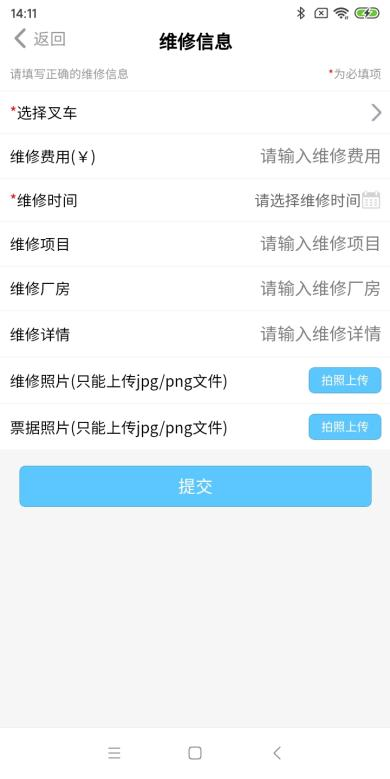 14:11
返回
维修信息
请填写正确的维修信息 *为必填项
*选择叉车
维修费用(￥) 请输入维修费用
*维修时间 请选择维修时间
维修项目 请输入维修项目
维修厂房 请输入维修厂房
维修详情 请输入维修详情
维修照片(只能上传jpg/png文件) 拍照上传
票据照片(只能上传jpg/png文件) 拍照上传
提交